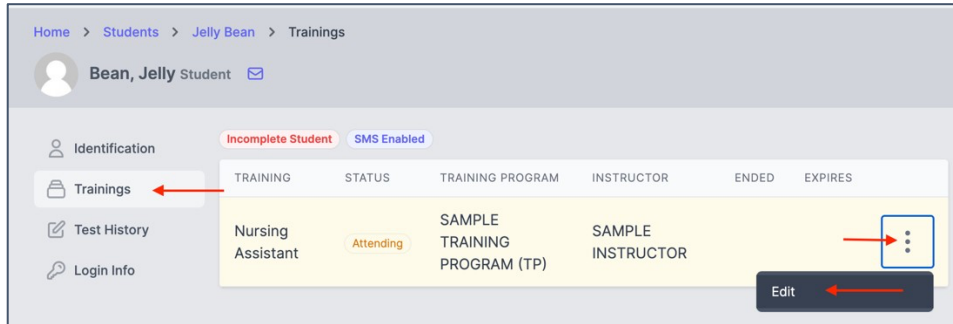 Home > Students > Jelly Bean > Trainings
Bean, Jelly Student
Identification
Trainings
Test History
Login Info
Incomplete Student SMS Enabled
TRAINING STATUS TRAINING PROGRAM INSTRUCTOR ENDED EXPIRES
Nursing
Assistant
Attending
SAMPLE
TRAINING
PROGRAM (TP)
SAMPLE
INSTRUCTOR
Edit